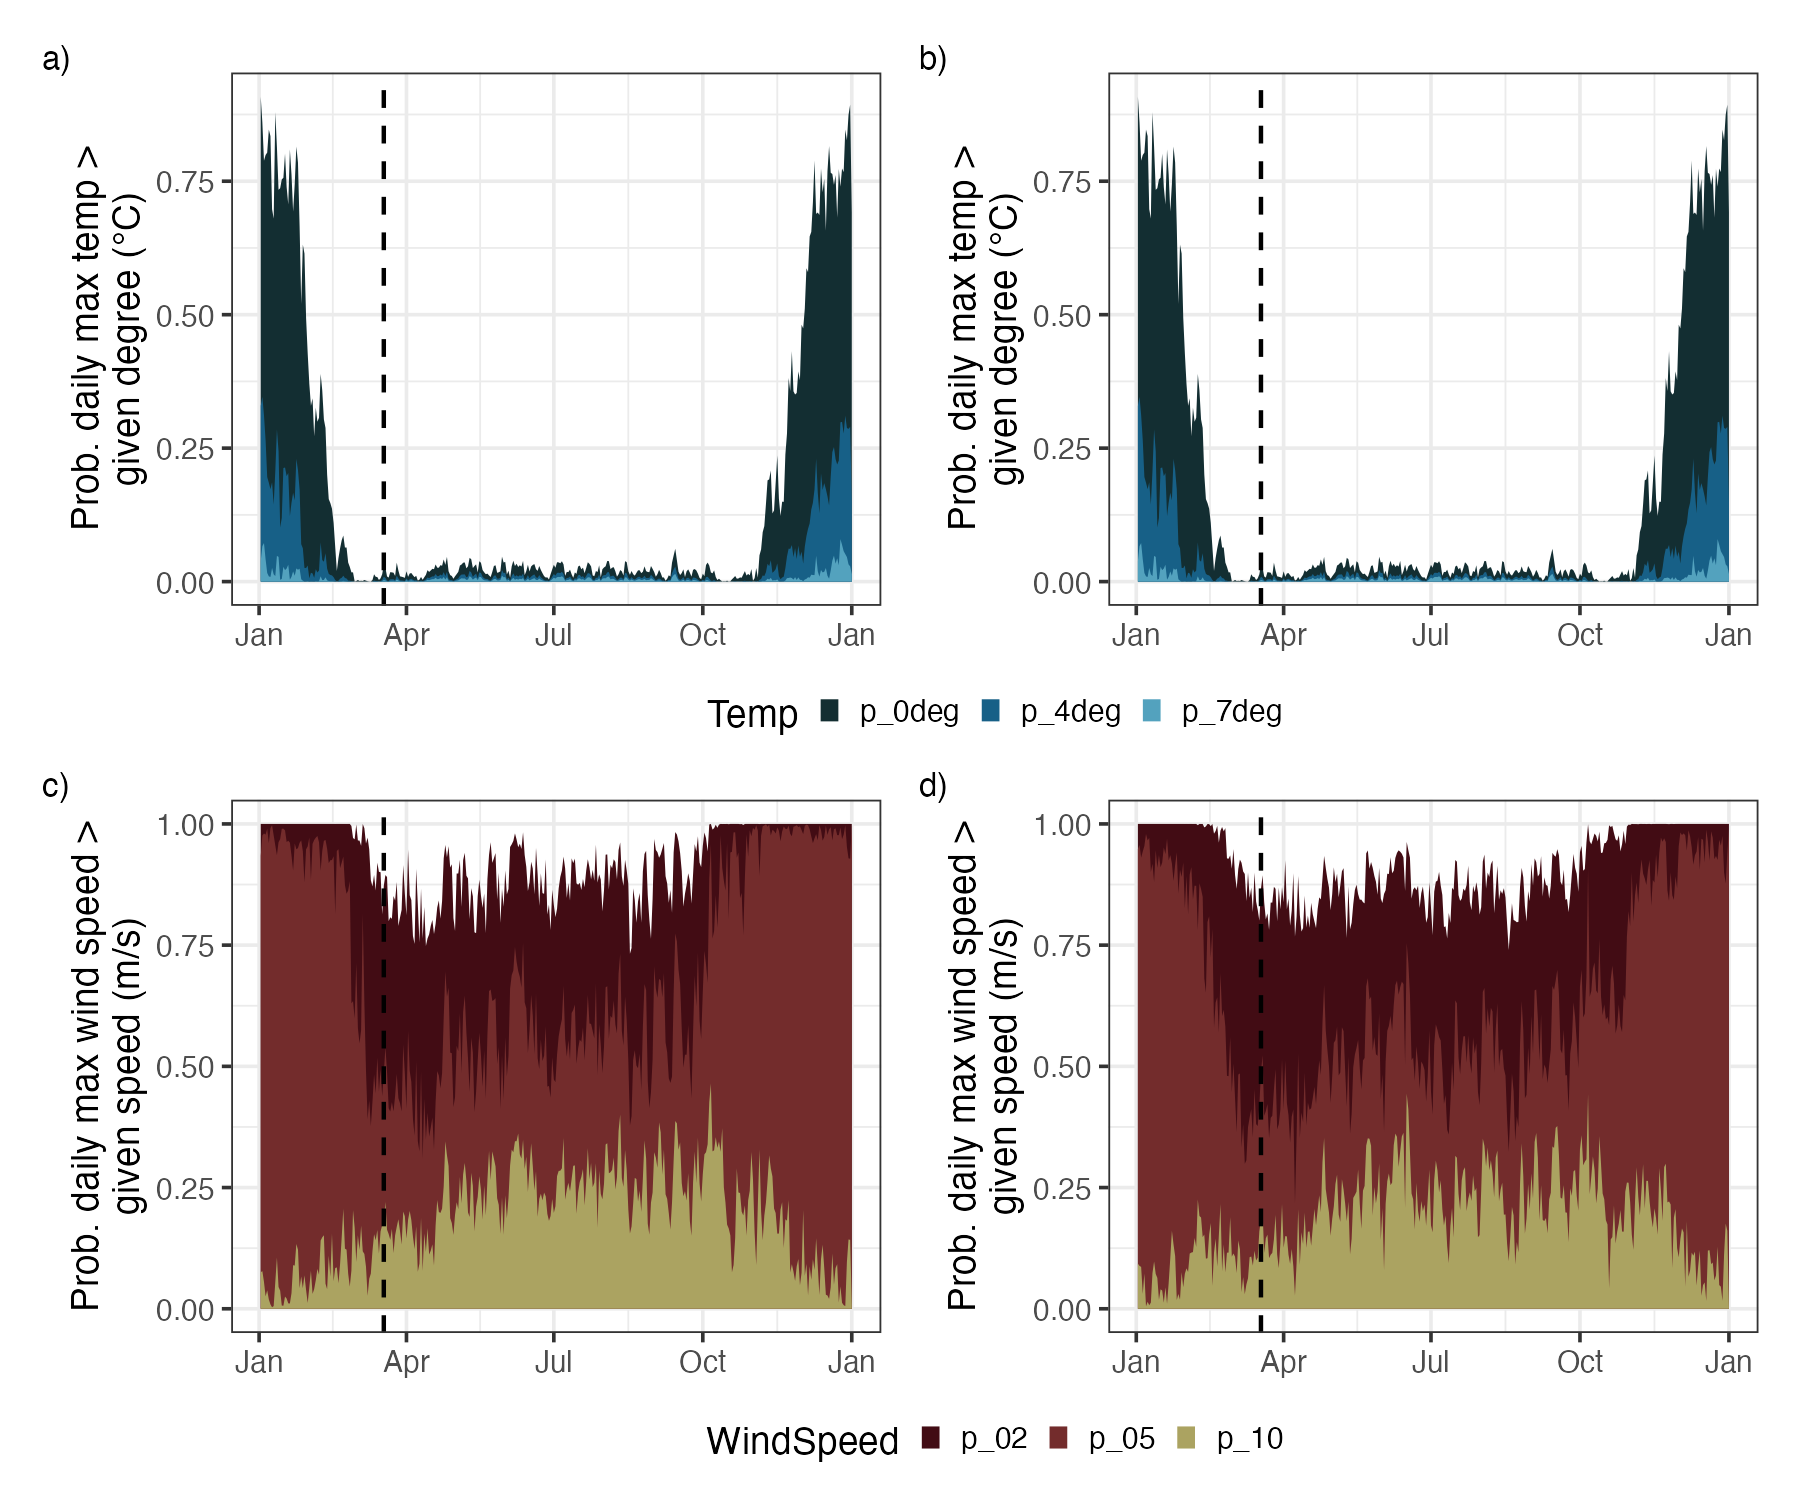 a)
b)
Prob. daily max temp >
given degree (°C)
0.75
0.50
0.25
0.00
Jan Apr Jul Oct Jan
Prob. daily max temp >
given degree (°C)
0.75
0.50
0.25
0.00
Jan Apr Jul Oct Jan
Temp p_0deg p_4deg p_7deg
c)
d)
Prob. daily max wind speed >
given speed (m/s)
1.00
0.75
0.50
0.25
0.00
Jan Apr Jul Oct Jan
Prob. daily max wind speed >
given speed (m/s)
1.00
0.75
0.50
0.25
0.00
Jan Apr Jul Oct Jan
WindSpeed p_02 p_05 p_10